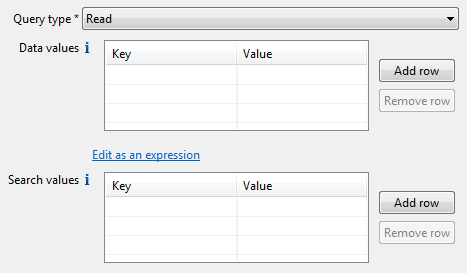 Query type * Read
Data values i
Key Value
Add row
Remove row
Edit as an expression
Search values i
Key Value
Add row
Remove row